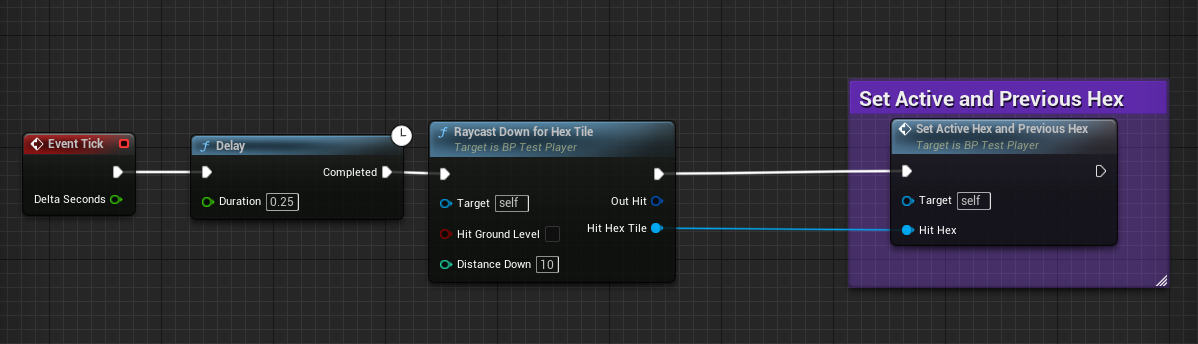 Set Active and Previous Hex
Event Tick
Delta Seconds
f Delay
Completed
Duration 0.25
f Raycast Down for Hex Tile
Target is BP Test Player
Target self
Out Hit
Hit Ground Level
Hit Hex Tile
Distance Down 10
Set Active Hex and Previous Hex
Target is BP Test Player
Target self
Hit Hex